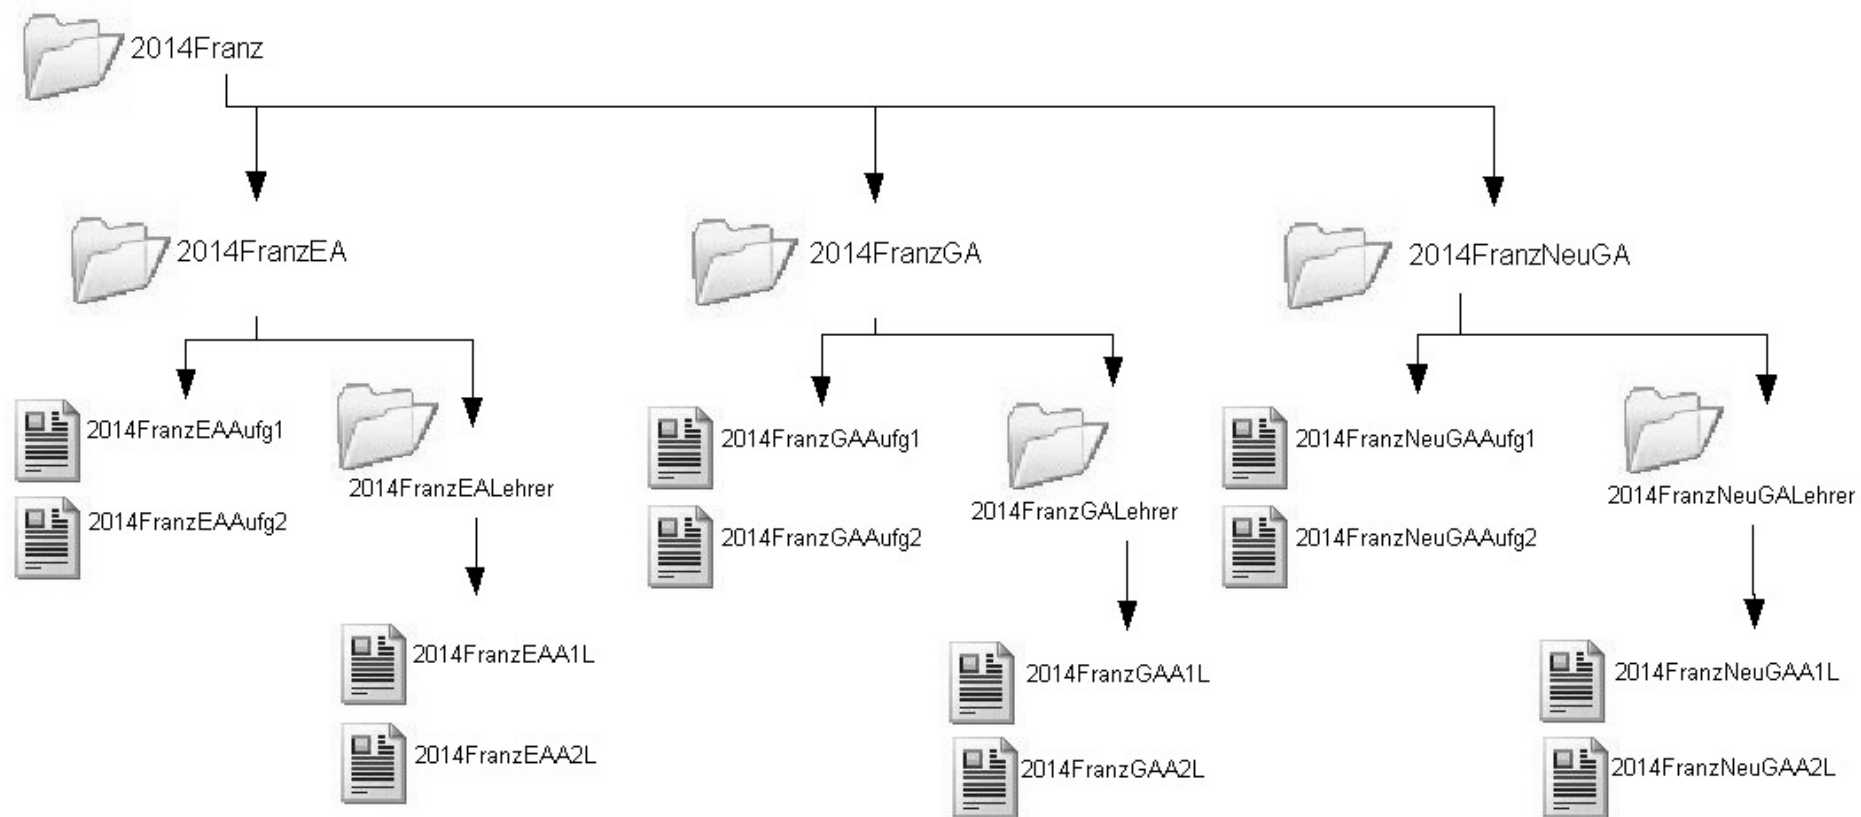 2014Franz
2014FranzEA
2014FranzGA
2014FranzNeuGA
2014FranzEAAufg1
2014FranzEAAufg2
2014FranzEALehrer
2014FranzEAA1L
2014FranzEAA2L
2014FranzGAAufg1
2014FranzGAAufg2
2014FranzGALehrer
2014FranzGAA1L
2014FranzGAA2L
2014FranzNeuGAAufg1
2014FranzNeuGAAufg2
2014FranzNeuGALehrer
2014FranzNeuGAA1L
2014FranzNeuGAA2L